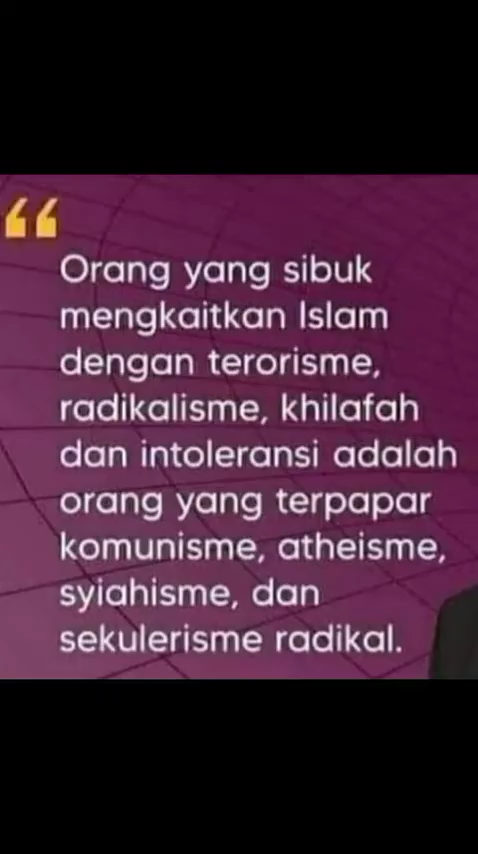 “
Orang yang sibuk
mengkaitkan Islam
dengan terorisme,
radikalisme, khilafah
dan intoleransi adalah
orang yang terpapar
komunisme, atheisme,
syiahisme, dan
sekulerisme radikal.